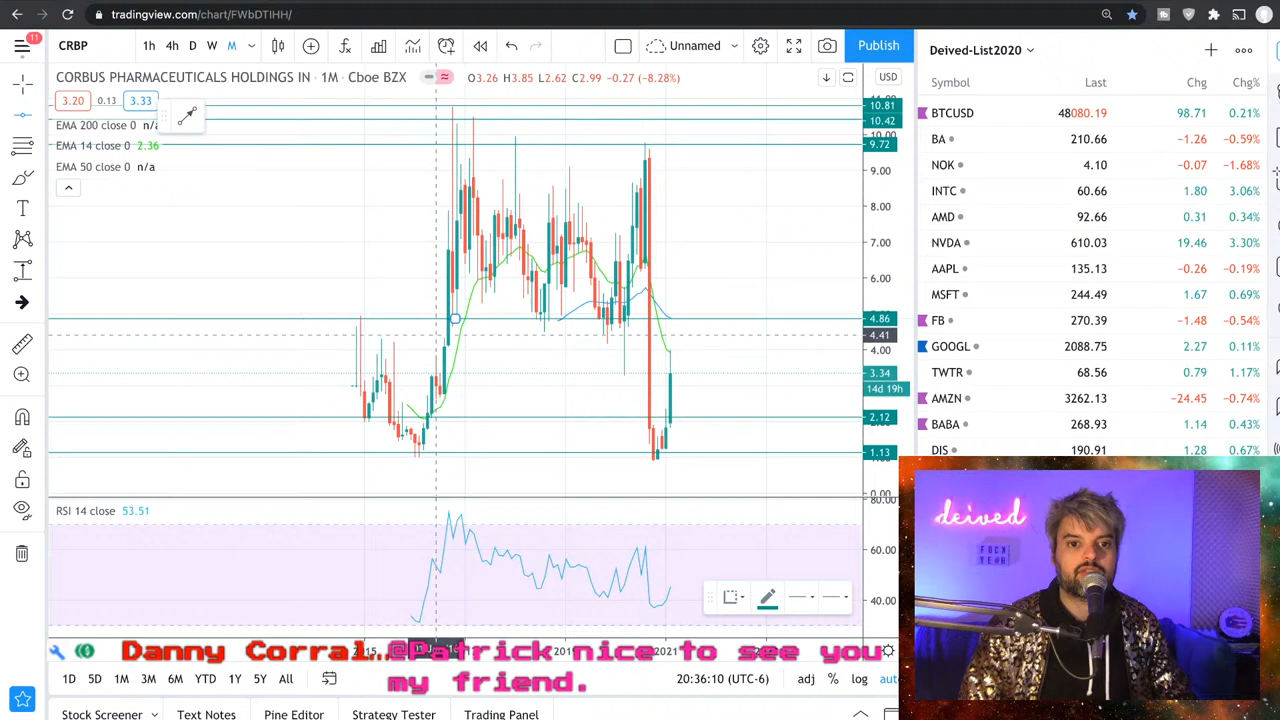 tradingview.com/chart/FWbDTIHH/
11
CRBP 1h 4h D W M Unnamed Publish
CORBUS PHARMACEUTICALS HOLDINGS IN · 1M · Cboe BZX O3.26 H3.85 L2.62 C2.99 −0.27 (−8.28%) USD
3.20 0.13 3.33
EMA 200 close 0 n/a
EMA 14 close 0 2.36
EMA 50 close 0 n/a
10.81
10.42
10.00
9.72
9.00
8.00
7.00
6.00
4.86
4.41
4.00
3.34
14d 19h
2.12
1.13
0.00
RSI 14 close 53.51
80.00
60.00
40.00
2015 2019 2021
Danny Corral..@Patrick nice to see you
my friend.
1D 5D 1M 3M 6M YTD 1Y 5Y All 20:36:10 (UTC-6) adj % log auto
Stock Screener Text Notes Pine Editor Strategy Tester Trading Panel
Deived-List2020
Symbol Last Chg Chg%
BTCUSD 48080.19 98.71 0.21%
BA 210.66 −1.26 −0.59%
NOK 4.10 −0.07 −1.68%
INTC 60.66 1.80 3.06%
AMD 92.66 0.31 0.34%
NVDA 610.03 19.46 3.30%
AAPL 135.13 −0.26 −0.19%
MSFT 244.49 1.67 0.69%
FB 270.39 −1.48 −0.54%
GOOGL 2088.75 2.27 0.11%
TWTR 68.56 0.79 1.17%
AMZN 3262.13 −24.45 −0.74%
BABA 268.93 1.14 0.43%
DIS 190.91 1.28 0.67%
deived
FUCK
YEAH